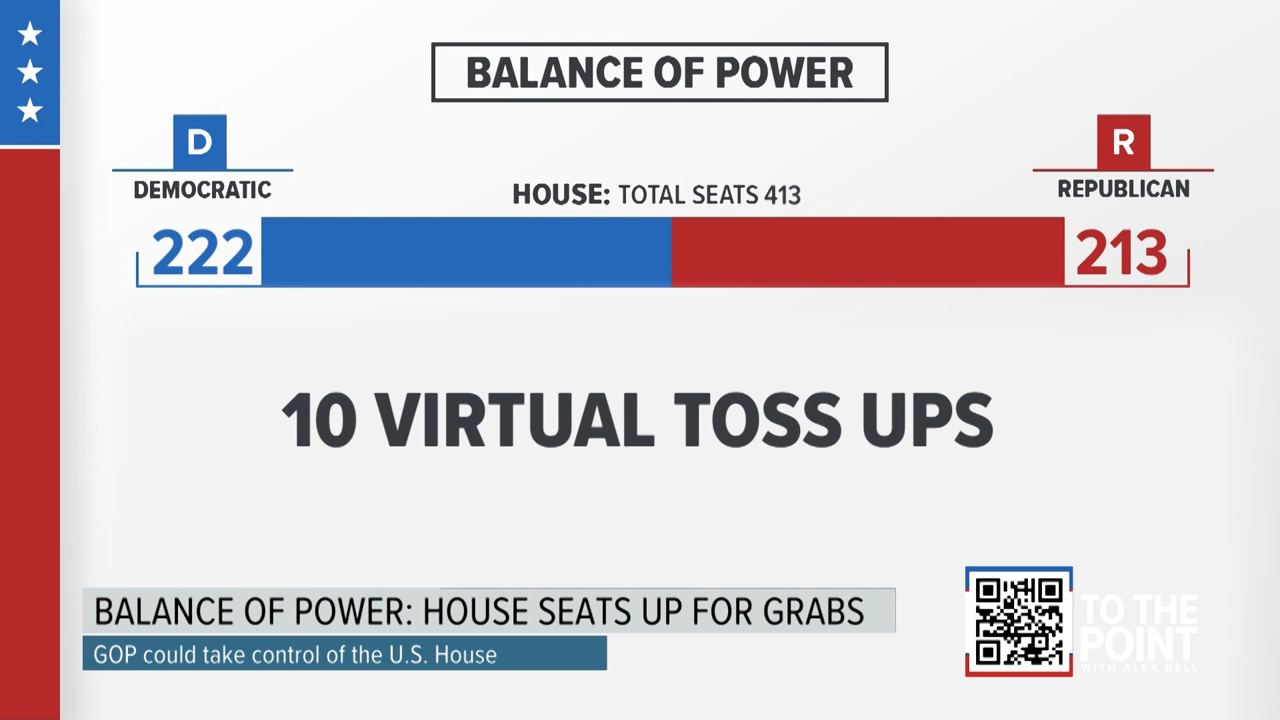 BALANCE OF POWER
D
R
DEMOCRATIC
REPUBLICAN
HOUSE: TOTAL SEATS 413
222
213
10 VIRTUAL TOSS UPS
BALANCE OF POWER: HOUSE SEATS UP FOR GRABS
GOP could take control of the U.S. House
TO THE
POINT
WITH ALEX BELL